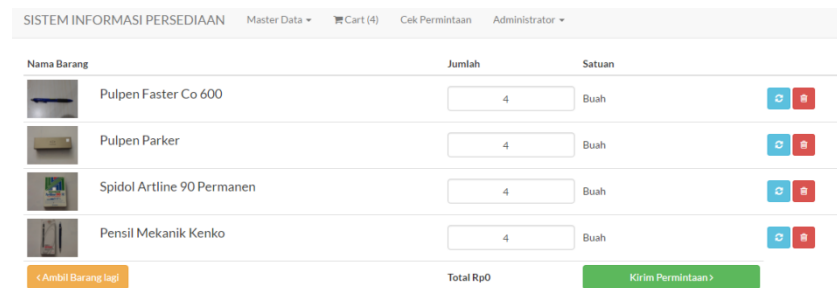 SISTEM INFORMASI PERSEDIAAN Master Data Cart (4) Cek Permintaan Administrator
Nama Barang Jumlah Satuan
Pulpen Faster Co 600 4 Buah
Pulpen Parker 4 Buah
Spidol Artline 90 Permanen 4 Buah
Pensil Mekanik Kenko 4 Buah
<Ambil Barang lagi Total Rp0 Kirim Permintaan>